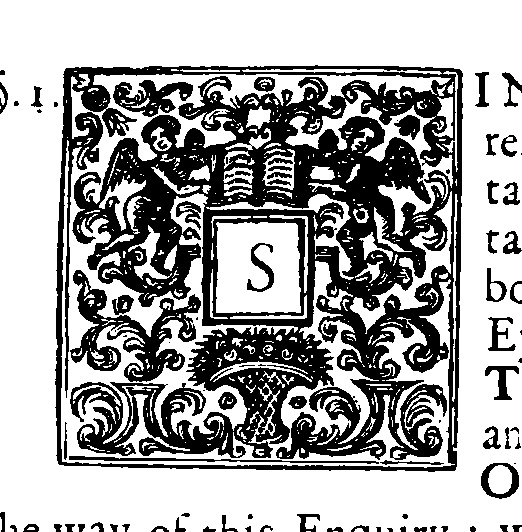 §. 1.
S
IN
re
ta
ta
bo
E
T
an
O
he way of this Enquiry; w